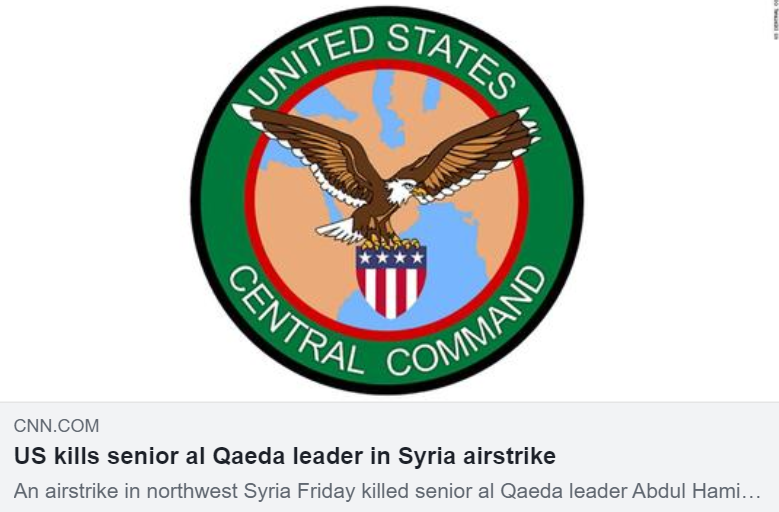 UNITED STATES
CENTRAL COMMAND
CNN.COM
US kills senior al Qaeda leader in Syria airstrike
An airstrike in northwest Syria Friday killed senior al Qaeda leader Abdul Hami...